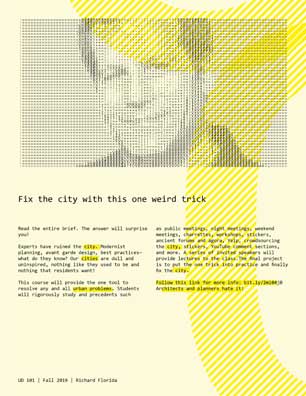 Fix the city with this one weird trick
Read the entire brief. The answer will surprise
you!
Experts have ruined the city. Modernist
planning, avant garde design, best practices—
what do they know? Our cities are dull and
uninspired, nothing like they used to be and
nothing that residents want!
This course will provide the one tool to
resolve any and all urban problems. Students
will rigorously study and precedents such
as public meetings, night meetings, weekend
meetings, charrettes, workshops, stickers,
ancient forums and agora, Yelp, crowdsourcing
the city, stickers, YouTube comment sections,
and more. A series of invited speakers will
provide lectures to the class. The final project
is to put the one trick into practice and finally
fix the city.
Follow this link for more info:
Architects and planners hate it!
UD 101 | Fall 2019 | Richard Florida